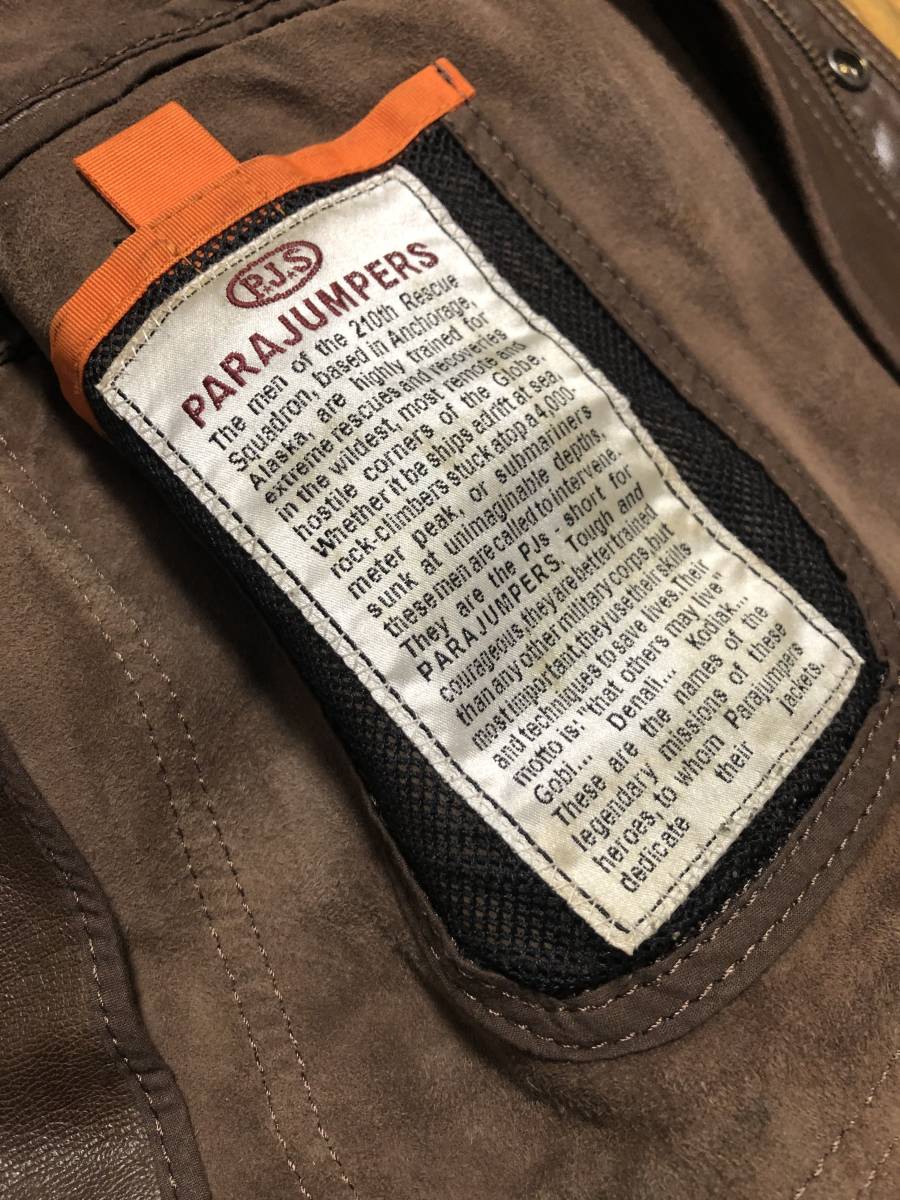 P.J.S
PARAJUMPERS
The men of the 210th Rescue
Squadron, based in Anchorage,
Alaska, are highly trained for
extreme rescues and recoveries
in the wildest, most remote and
hostile corners of the Globe.
Whether it be ships adrift at sea,
rock-climbers stuck atop a 4,000-
meter peak, or submariners
sunk at unimaginable depths,
these men are called to intervene.
They are the PJs - short for
PARAJUMPERS. Tough and
courageous, they are better trained
than any other military corps, but
most important, they use their skills
and techniques to save lives. Their
motto is: "that others may live"
Gobi... Denali... Kodiak...
These are the names of the
legendary missions of these
heroes, to whom Parajumpers
dedicate their jackets.